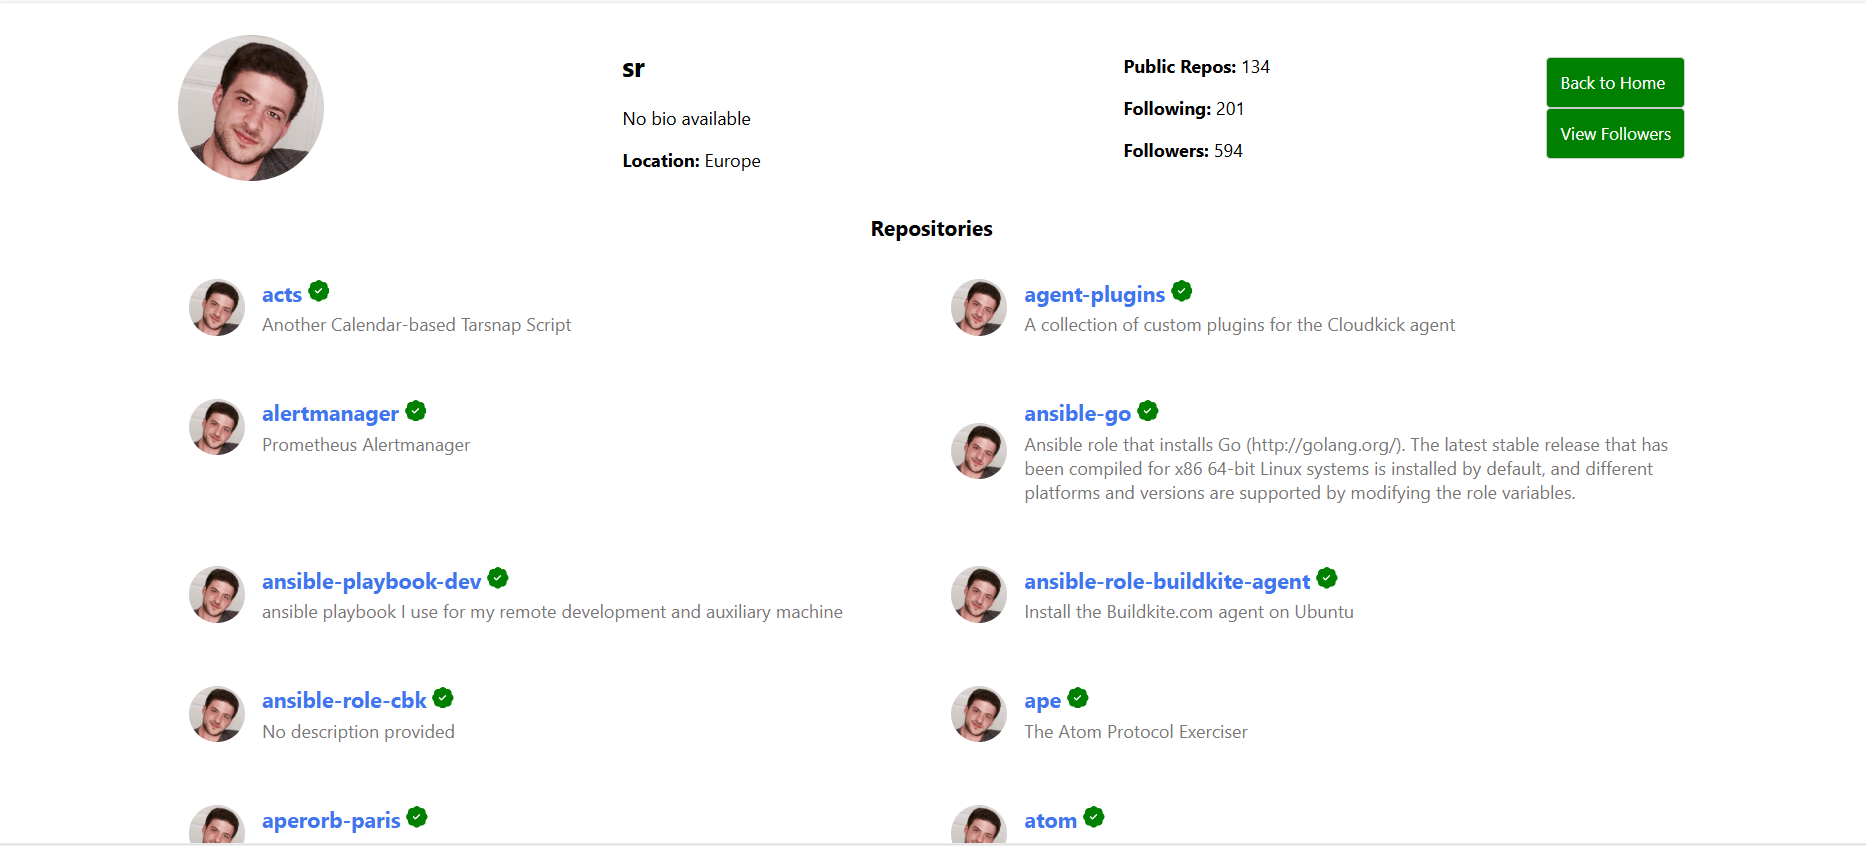 sr
No bio available
Location: Europe
Public Repos: 134
Following: 201
Followers: 594
Back to Home
View Followers
Repositories
acts
Another Calendar-based Tarsnap Script
agent-plugins
A collection of custom plugins for the Cloudkick agent
alertmanager
Prometheus Alertmanager
ansible-go
Ansible role that installs Go (http://golang.org/). The latest stable release that has
been compiled for x86 64-bit Linux systems is installed by default, and different
platforms and versions are supported by modifying the role variables.
ansible-playbook-dev
ansible playbook I use for my remote development and auxiliary machine
ansible-role-buildkite-agent
Install the Buildkite.com agent on Ubuntu
ansible-role-cbk
No description provided
ape
The Atom Protocol Exerciser
aperorb-paris
atom